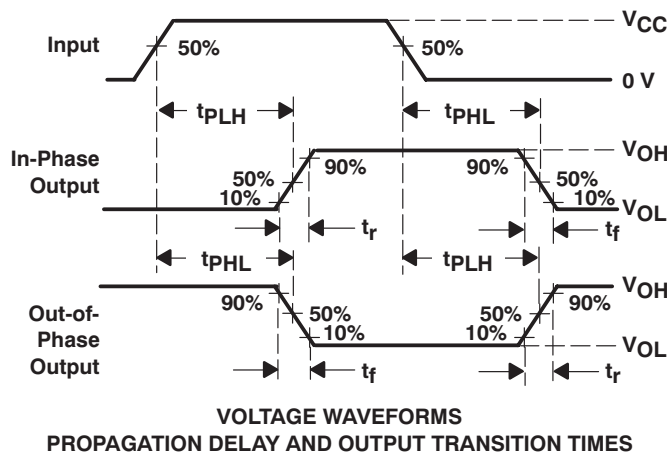 VCC
Input
50%
50%
0 V
tPLH
tPHL
In-Phase
Output
VOH
90%
90%
50%
50%
10%
10%
VOL
tr
tf
tPHL
tPLH
VOH
90%
90%
Out-of-
Phase
Output
50%
50%
10%
10%
VOL
tf
tr
VOLTAGE WAVEFORMS
PROPAGATION DELAY AND OUTPUT TRANSITION TIMES